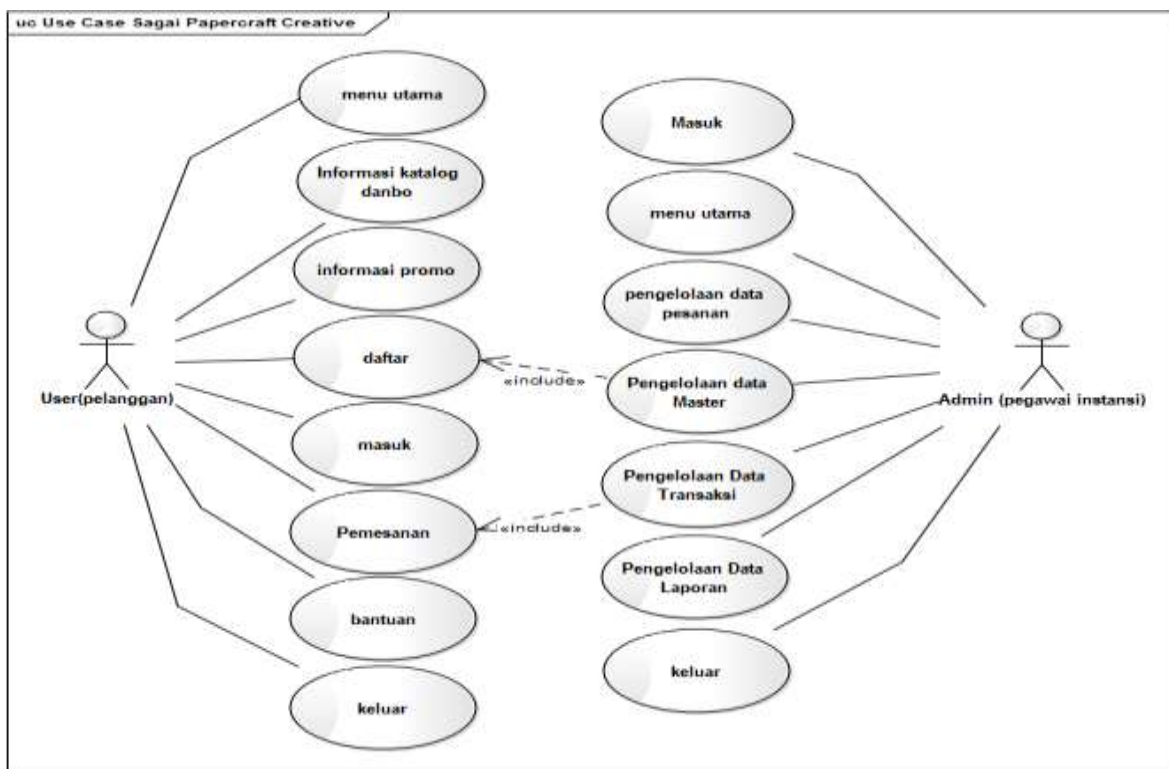 uc Use Case Sagai Papercraft Creative
menu utama
Informasi katalog
danbo
informasi promo
daftar
masuk
Pemesanan
bantuan
keluar
User(pelanggan)
«include»
«include»
Masuk
menu utama
pengelolaan data
pesanan
Pengelolaan data
Master
Pengelolaan Data
Transaksi
Pengelolaan Data
Laporan
keluar
Admin (pegawai instansi)